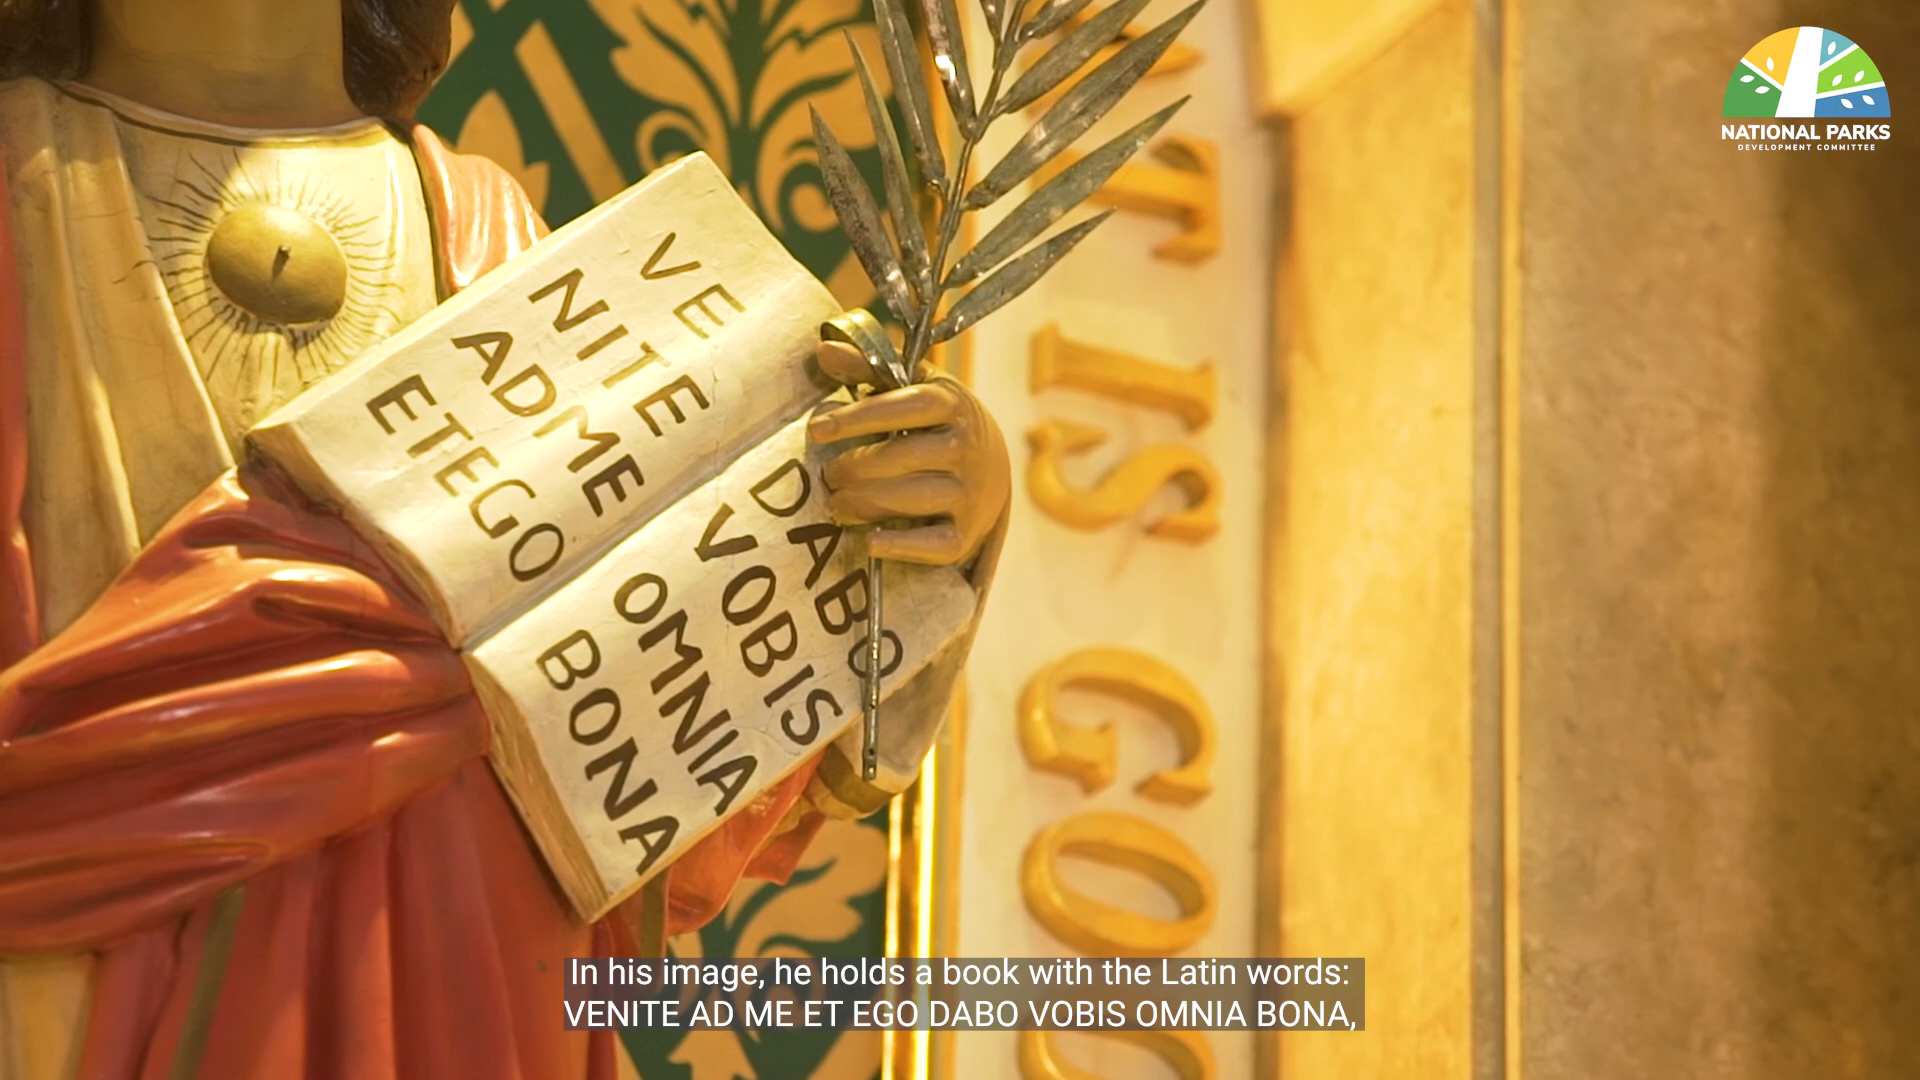 NATIONAL PARKS
DEVELOPMENT COMMITTEE
VE
NITE
ADME
ETEGO
DABO
VOBIS
OMNIA
BONA
IS GOO
In his image, he holds a book with the Latin words:
VENITE AD ME ET EGO DABO VOBIS OMNIA BONA,